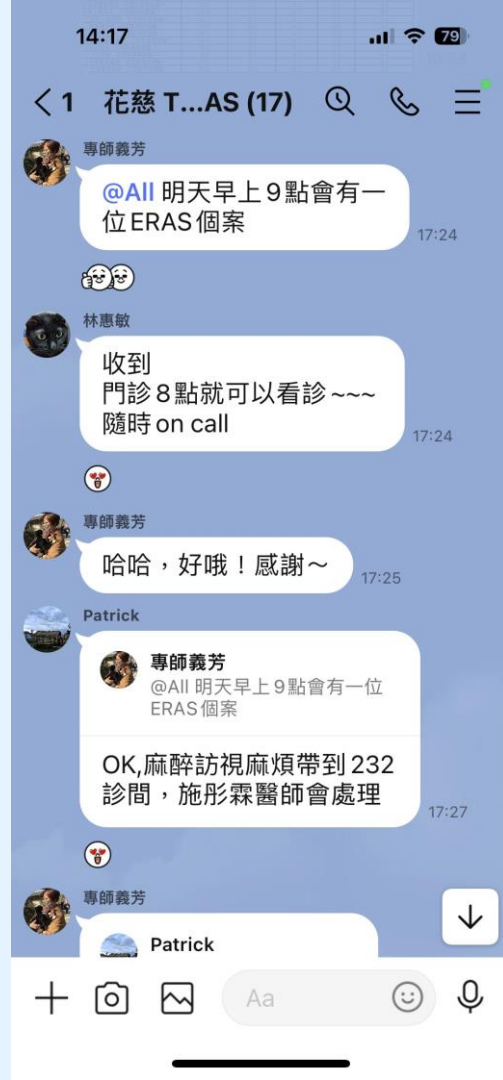 14:17
79
1 花慈 T...AS (17)
專師義芳
@All 明天早上9點會有一
位ERAS個案
17:24
林惠敏
收到
門診8點就可以看診~~~
隨時on call
17:24
專師義芳
哈哈，好哦！感謝～
17:25
Patrick
專師義芳
@All 明天早上9點會有一位
ERAS個案
OK,麻醉訪視麻煩帶到232
診間，施彤霖醫師會處理
17:27
專師義芳
Patrick
Aa